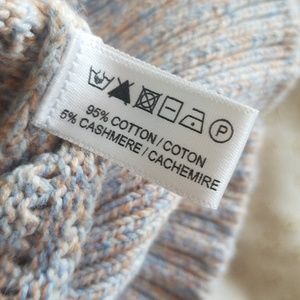 P
95% COTTON / COTON
5% CASHMERE / CACHEMIRE